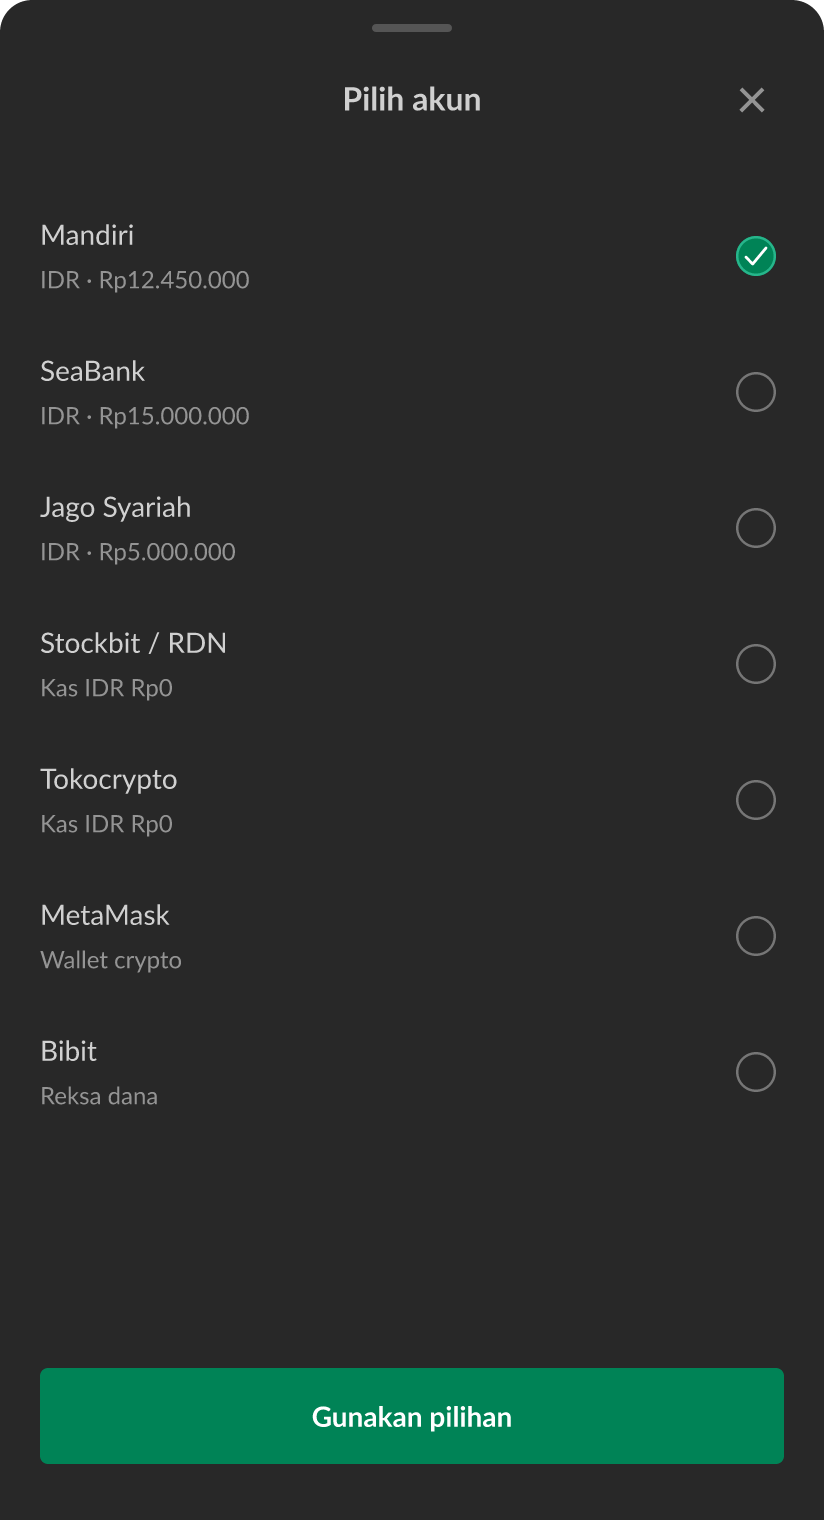 Pilih akun
Mandiri
IDR · Rp12.450.000
SeaBank
IDR · Rp15.000.000
Jago Syariah
IDR · Rp5.000.000
Stockbit / RDN
Kas IDR Rp0
Tokocrypto
Kas IDR Rp0
MetaMask
Wallet crypto
Bibit
Reksa dana
Gunakan pilihan